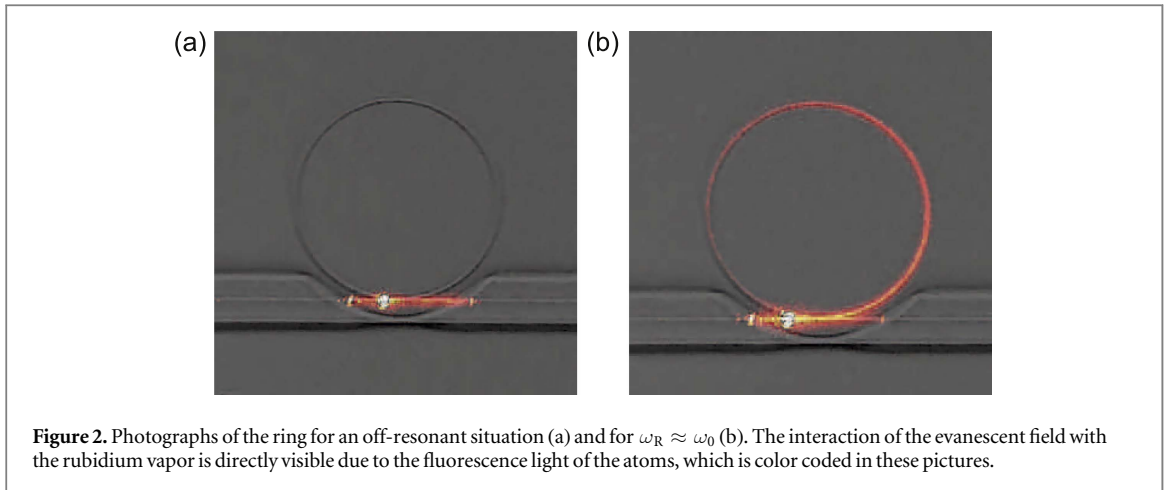 (a)
(b)
Figure 2. Photographs of the ring for an off-resonant situation (a) and for ωR ≈ ω0 (b). The interaction of the evanescent field with
the rubidium vapor is directly visible due to the fluorescence light of the atoms, which is color coded in these pictures.